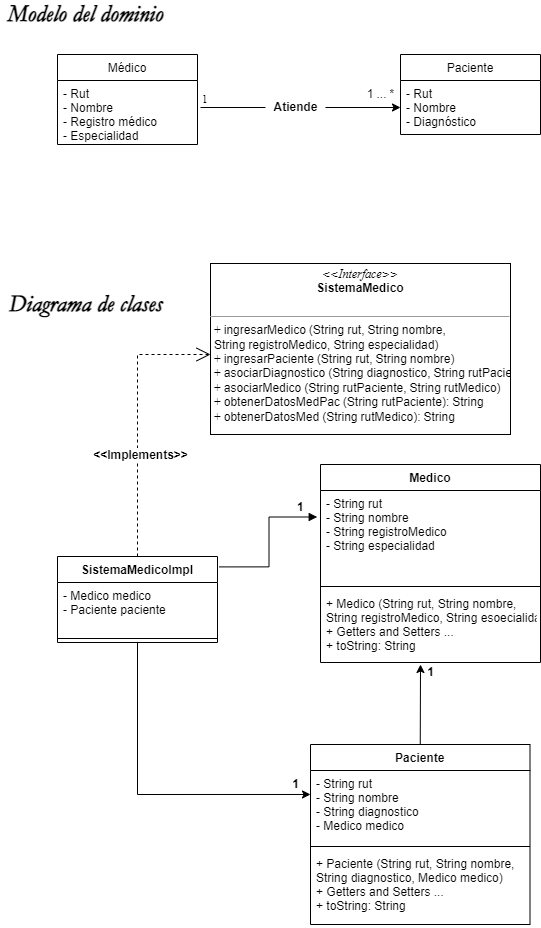 Modelo del dominio
Médico
- Rut
- Nombre
- Registro médico
- Especialidad
1
Atiende
1 ... *
Paciente
- Rut
- Nombre
- Diagnóstico
Diagrama de clases
<<Interface>>
SistemaMedico
+ ingresarMedico (String rut, String nombre,
String registroMedico, String especialidad)
+ ingresarPaciente (String rut, String nombre)
+ asociarDiagnostico (String diagnostico, String rutPacie
+ asociarMedico (String rutPaciente, String rutMedico)
+ obtenerDatosMedPac (String rutPaciente): String
+ obtenerDatosMed (String rutMedico): String
<<Implements>>
SistemaMedicoImpl
- Medico medico
- Paciente paciente
1
Medico
- String rut
- String nombre
- String registroMedico
- String especialidad
+ Medico (String rut, String nombre,
String registroMedico, String esoecialida
+ Getters and Setters ...
+ toString: String
1
1
Paciente
- String rut
- String nombre
- String diagnostico
- Medico medico
+ Paciente (String rut, String nombre,
String diagnostico, Medico medico)
+ Getters and Setters ...
+ toString: String